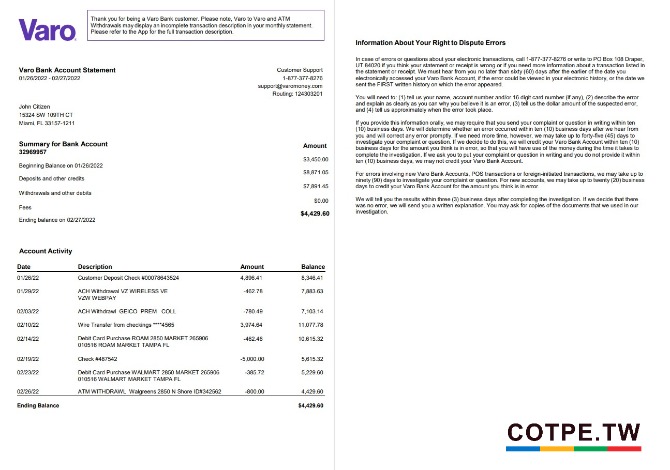 Varo
Thank you for being a Varo Bank customer. Please note, Varo to Varo and ATM
Withdrawals may display an incomplete transaction description in your monthly statement.
Please refer to the App for the full transaction description.
Varo Bank Account Statement
01/26/2022 - 02/27/2022
Customer Support
1-877-377-8276
support@varomoney.com
Routing: 124303201
John Citizen
15324 SW 109TH CT
Miami, FL 33157-1211
Summary for Bank Account
32969957
Amount
Beginning Balance on 01/26/2022
$3,450.00
Deposits and other credits
$8,871.05
Withdrawals and other debits
$7,891.45
Fees
$0.00
Ending balance on 02/27/2022
$4,429.60
Account Activity
Date Description Amount Balance
01/26/22 Customer Deposit Check #00078643524 4,896.41 8,346.41
01/29/22 ACH Withdrawal VZ WIRELESS VE -462.78 7,883.63
VZW WEBPAY
02/03/22 ACH Withdrawl GEICO PREM COLL -780.49 7,103.14
02/10/22 Wire Transfer from checkings ****4565 3,974.64 11,077.78
02/14/22 Debit Card Purchase ROAM 2850 MARKET 265906 -462.46 10,615.32
010516 ROAM MARKET TAMPA FL
02/19/22 Check #487542 -5,000.00 5,615.32
02/23/22 Debit Card Purchase WALMART 2850 MARKET 265906 -385.72 5,229.60
010516 WALMART MARKET TAMPA FL
02/26/22 ATM WITHDRAWL Walgreens 2850 N Shore ID#342562 -800.00 4,429.60
Ending Balance $4,429.60
Information About Your Right to Dispute Errors
In case of errors or questions about your electronic transactions, call 1-877-377-8276 or write to PO Box 108 Draper,
UT 84020 if you think your statement or receipt is wrong or if you need more information about a transaction listed in
the statement or receipt. We must hear from you no later than sixty (60) days after the earlier of the date you
electronically accessed your Varo Bank Account, if the error could be viewed in your electronic history, or the date we
sent the FIRST written history on which the error appeared.
You will need to: (1) tell us your name, account number and/or 16 digit card number (if any), (2) describe the error
and explain as clearly as you can why you believe it is an error, (3) tell us the dollar amount of the suspected error,
and (4) tell us approximately when the error took place.
If you provide this information orally, we may require that you send your complaint or question in writing within ten
(10) business days. We will determine whether an error occurred within ten (10) business days after we hear from
you and will correct any error promptly. If we need more time, however, we may take up to forty-five (45) days to
investigate your complaint or question. If we decide to do this, we will credit your Varo Bank Account within ten (10)
business days for the amount you think is in error, so that you will have use of the money during the time it takes to
complete the investigation. If we ask you to put your complaint or question in writing and you do not provide it within
ten (10) business days, we may not credit your Varo Bank Account.
For errors involving new Varo Bank Accounts, POS transactions or foreign-initiated transactions, we may take up to
ninety (90) days to investigate your complaint or question. For new accounts, we may take up to twenty (20) business
days to credit your Varo Bank Account for the amount you think is in error.
We will tell you the results within three (3) business days after completing the investigation. If we decide that there
was no error, we will send you a written explanation. You may ask for copies of the documents that we used in our
investigation.
COTPE.TW